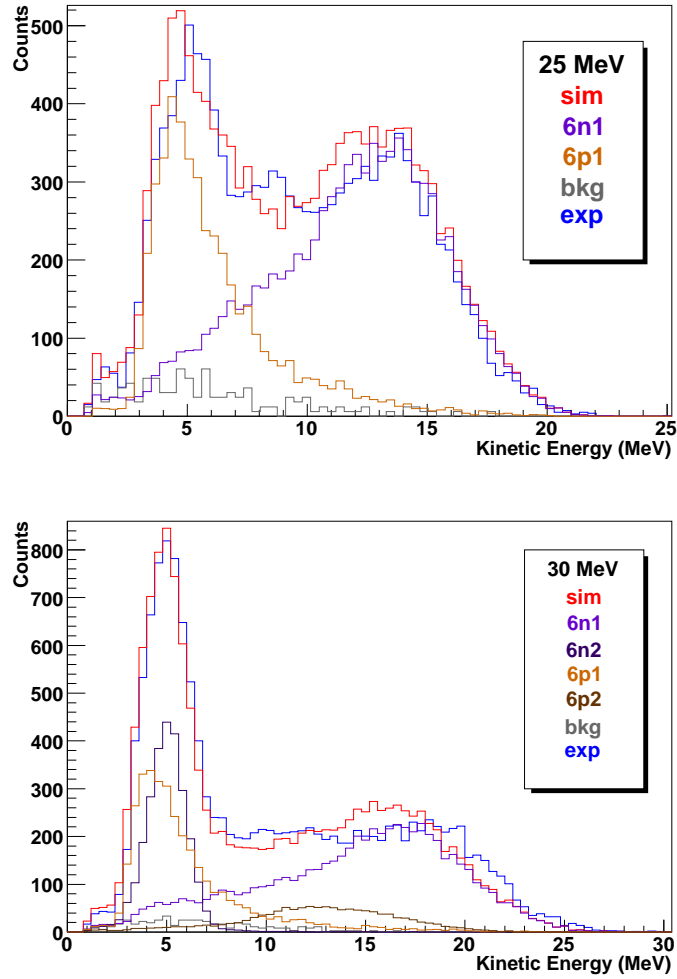 Counts
500
400
300
200
100
0
0 5 10 15 20 25
Kinetic Energy (MeV)
25 MeV
sim
6n1
6p1
bkg
exp
Counts
800
700
600
500
400
300
200
100
0
0 5 10 15 20 25 30
Kinetic Energy (MeV)
30 MeV
sim
6n1
6n2
6p1
6p2
bkg
exp